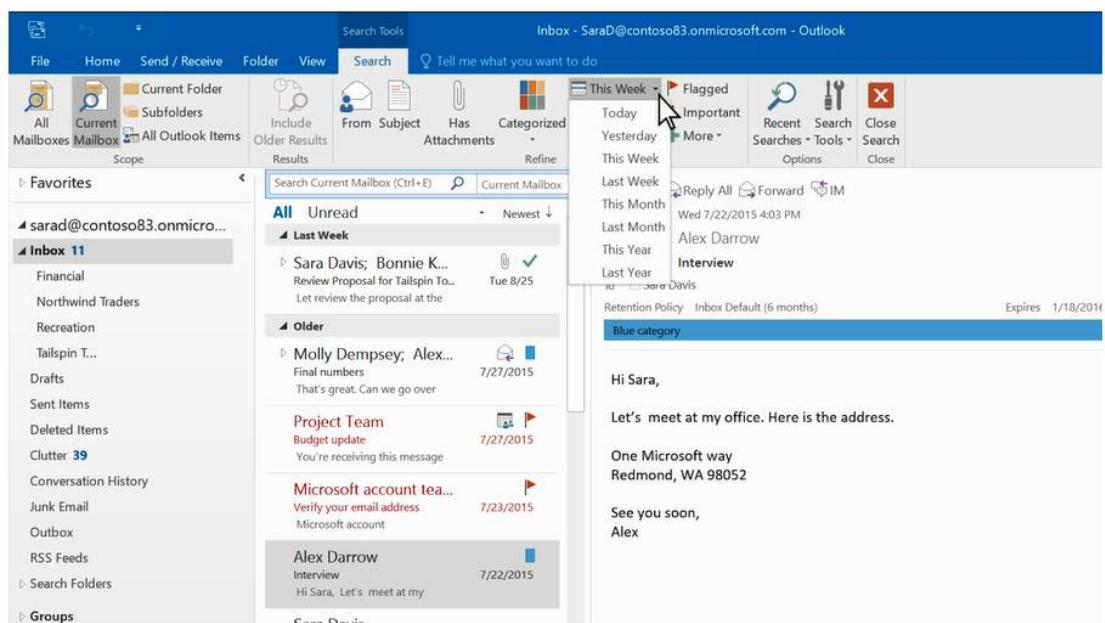 Search Tools
Inbox - SaraD@contoso83.onmicrosoft.com - Outlook
File Home Send / Receive Folder View Search Tell me what you want to do
All Mailboxes
Current Mailbox
Current Folder
Subfolders
All Outlook Items
Scope
Include Older Results
Results
From
Subject
Has Attachments
Categorized
This Week
Flagged
Important
More
Refine
Recent Searches
Search Tools
Options
Close Search
Close
Today
Yesterday
This Week
Last Week
This Month
Last Month
This Year
Last Year
Favorites
sarad@contoso83.onmicro...
Inbox 11
Financial
Northwind Traders
Recreation
Tailspin T...
Drafts
Sent Items
Deleted Items
Clutter 39
Conversation History
Junk Email
Outbox
RSS Feeds
Search Folders
Groups
Search Current Mailbox (Ctrl+E) Current Mailbox
All Unread Newest
Last Week
Sara Davis; Bonnie K...
Review Proposal for Tailspin To... Tue 8/25
Let review the proposal at the
Older
Molly Dempsey; Alex...
Final numbers 7/27/2015
That's great. Can we go over
Project Team
Budget update 7/27/2015
You're receiving this message
Microsoft account tea...
Verify your email address 7/23/2015
Microsoft account
Alex Darrow
Interview 7/22/2015
Hi Sara, Let's meet at my
Reply All Forward IM
Wed 7/22/2015 4:03 PM
Alex Darrow
Interview
Sara Davis
Retention Policy Inbox Default (6 months) Expires 1/18/2016
Blue category
Hi Sara,
Let's meet at my office. Here is the address.
One Microsoft way
Redmond, WA 98052
See you soon,
Alex